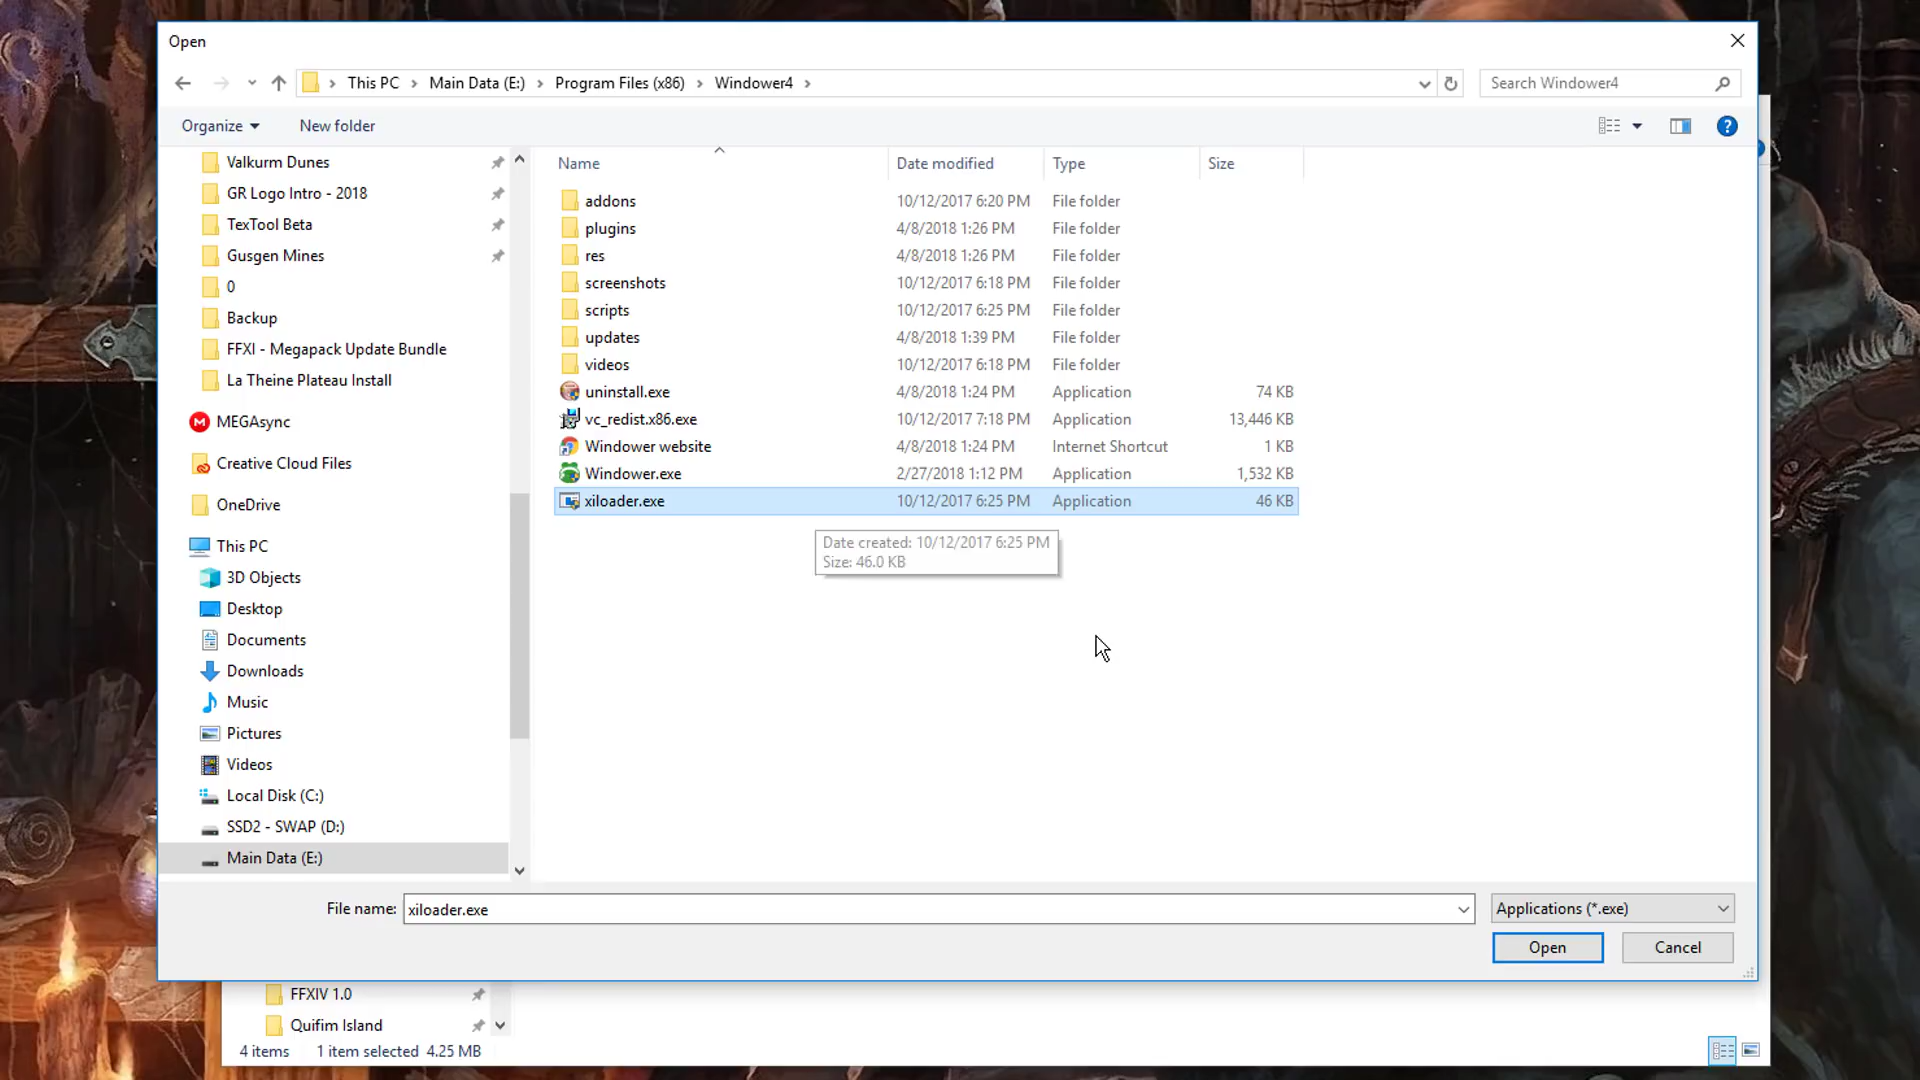 Open
This PC > Main Data (E:) > Program Files (x86) > Windower4 >
Search Windower4
Organize
New folder
Valkurm Dunes
GR Logo Intro - 2018
TexTool Beta
Gusgen Mines
0
Backup
FFXI - Megapack Update Bundle
La Theine Plateau Install
MEGAsync
Creative Cloud Files
OneDrive
This PC
3D Objects
Desktop
Documents
Downloads
Music
Pictures
Videos
Local Disk (C:)
SSD2 - SWAP (D:)
Main Data (E:)
Name Date modified Type Size
addons 10/12/2017 6:20 PM File folder
plugins 4/8/2018 1:26 PM File folder
res 4/8/2018 1:26 PM File folder
screenshots 10/12/2017 6:18 PM File folder
scripts 10/12/2017 6:25 PM File folder
updates 4/8/2018 1:39 PM File folder
videos 10/12/2017 6:18 PM File folder
uninstall.exe 4/8/2018 1:24 PM Application 74 KB
vc_redist.x86.exe 10/12/2017 7:18 PM Application 13,446 KB
Windower website 4/8/2018 1:24 PM Internet Shortcut 1 KB
Windower.exe 2/27/2018 1:12 PM Application 1,532 KB
xiloader.exe 10/12/2017 6:25 PM Application 46 KB
Date created: 10/12/2017 6:25 PM
Size: 46.0 KB
File name: xiloader.exe
Applications (*.exe)
Open
Cancel
FFXIV 1.0
Qufim Island
4 items 1 item selected 4.25 MB